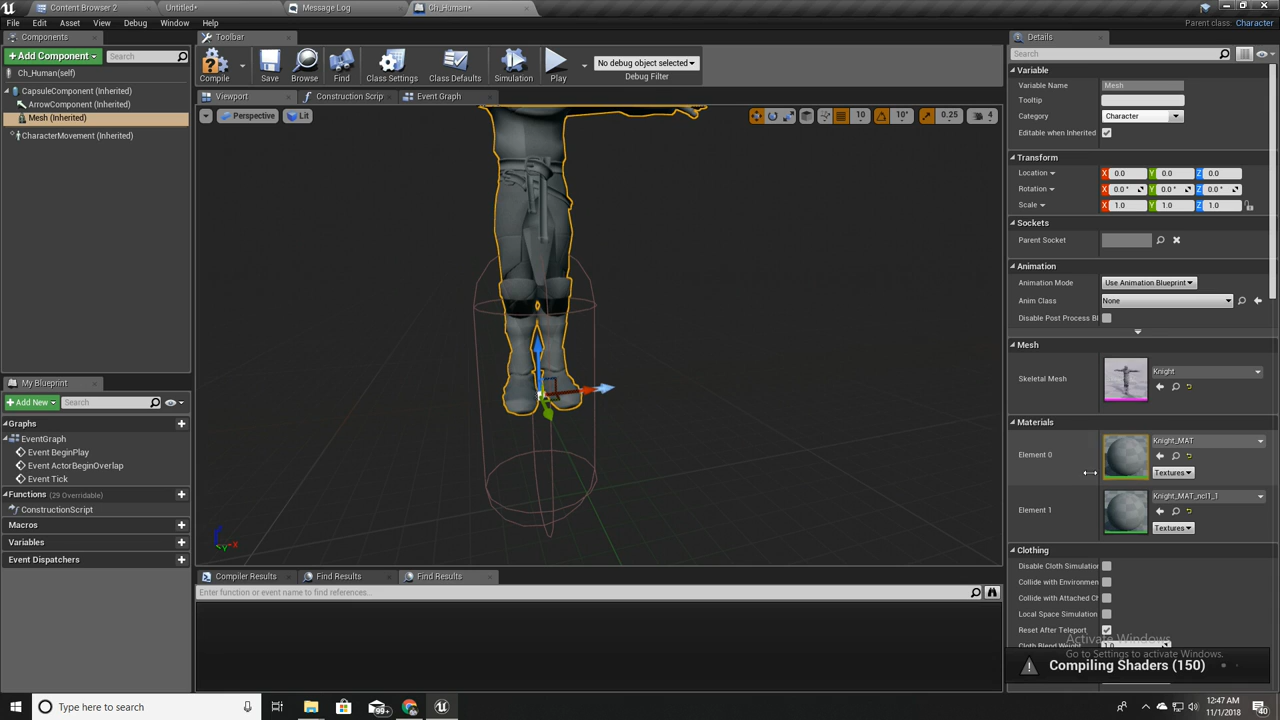 Content Browser 2
Untitled*
Message Log
Ch_Human*
File Edit Asset View Debug Window Help
Parent class: Character
Components
Toolbar
Details
+ Add Component
Search
Ch_Human(self)
CapsuleComponent (Inherited)
ArrowComponent (Inherited)
Mesh (Inherited)
CharacterMovement (Inherited)
Compile
Save
Browse
Find
Class Settings
Class Defaults
Simulation
Play
No debug object selected
Debug Filter
Viewport
Construction Scrip
Event Graph
Perspective
Lit
10
10°
0.25
4
My Blueprint
+ Add New
Search
Graphs
EventGraph
Event BeginPlay
Event ActorBeginOverlap
Event Tick
Functions (29 Overridable)
ConstructionScript
Macros
Variables
Event Dispatchers
Compiler Results
Find Results
Find Results
Enter function or event name to find references...
Search
Variable
Variable Name Mesh
Tooltip
Category Character
Editable when Inherited
Transform
Location X 0.0 Y 0.0 Z 0.0
Rotation X 0.0 ° Y 0.0 ° Z 0.0 °
Scale X 1.0 Y 1.0 Z 1.0
Sockets
Parent Socket
Animation
Animation Mode Use Animation Blueprint
Anim Class None
Disable Post Process Bl
Mesh
Skeletal Mesh Knight
Materials
Element 0 Knight_MAT
Textures
Element 1 Knight_MAT_ncl1_1
Textures
Clothing
Disable Cloth Simulation
Collide with Environmen
Collide with Attached Ch
Local Space Simulation
Reset After Teleport
Cloth Blend Weight 1.0
Activate Windows
Go to Settings to activate Windows.
Compiling Shaders (150)
Type here to search
99+
12:47 AM
11/1/2018
40